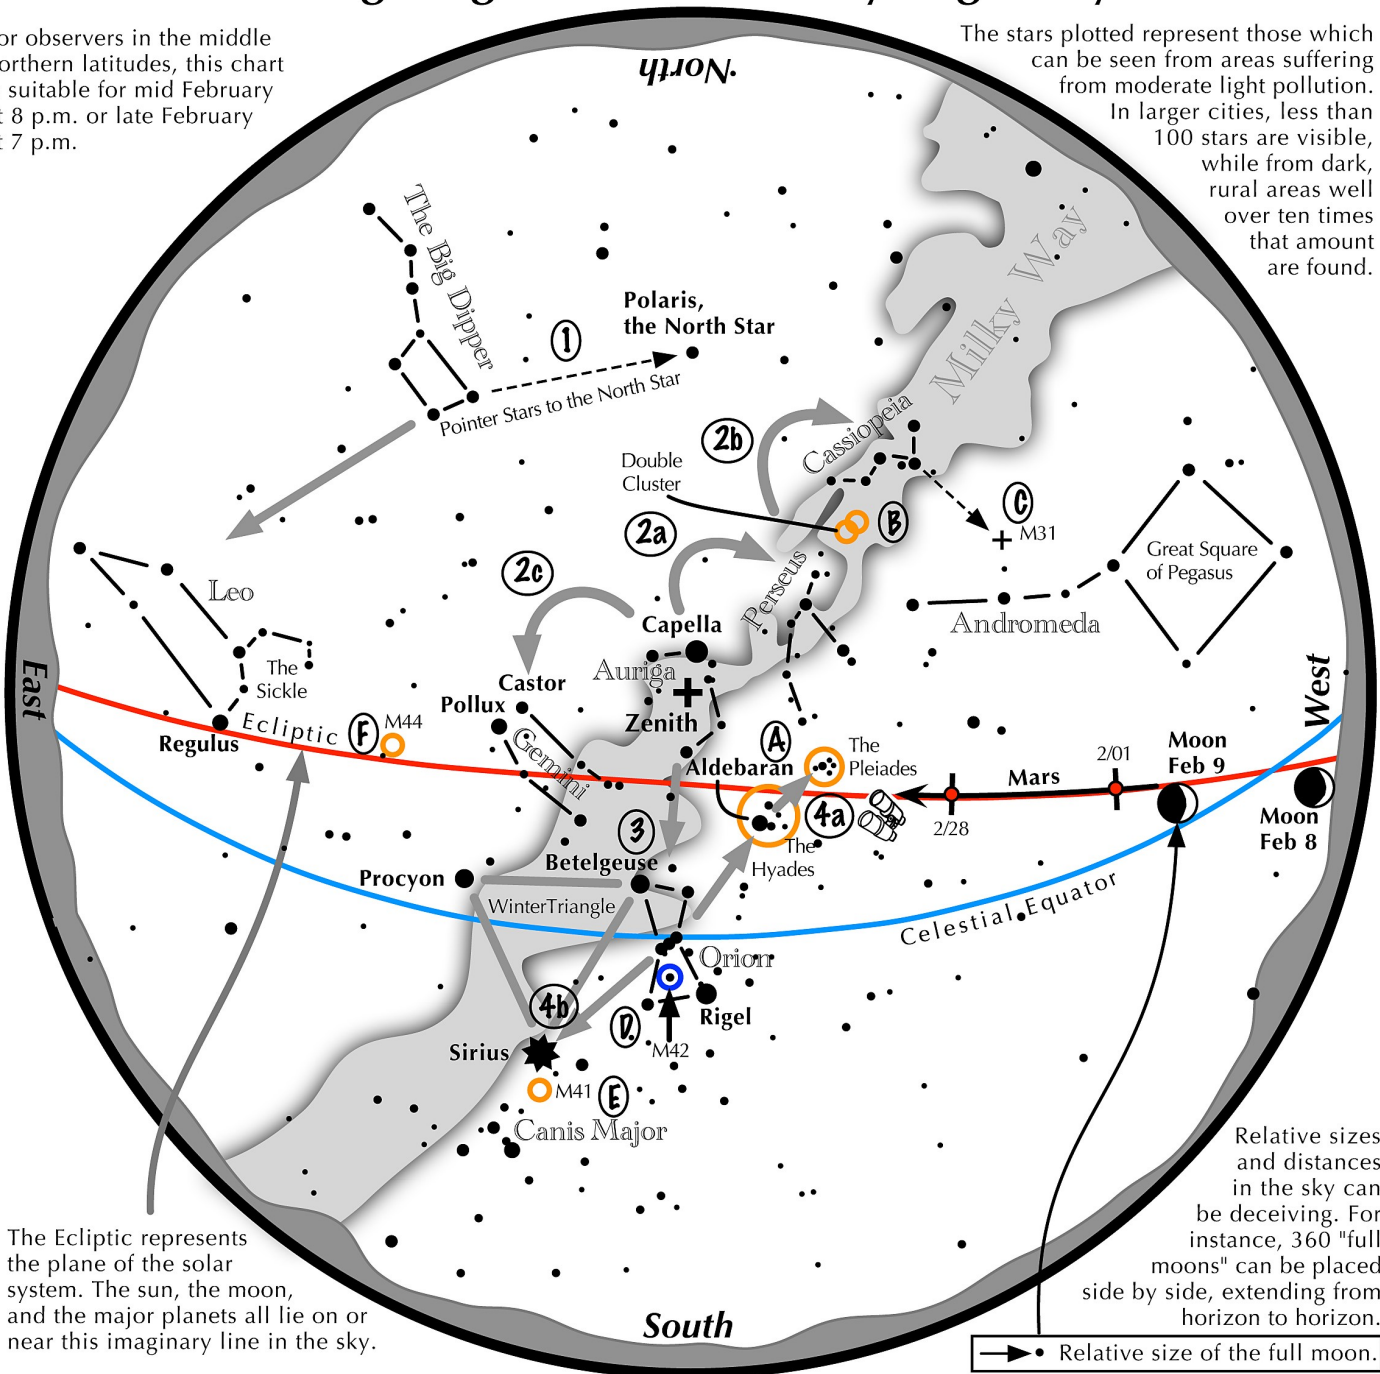 or observers in the middle
orthern latitudes, this chart
suitable for mid February
t 8 p.m. or late February
t 7 p.m.
The stars plotted represent those which
can be seen from areas suffering
from moderate light pollution.
In larger cities, less than
100 stars are visible,
while from dark,
rural areas well
over ten times
that amount
are found.
North
The Big Dipper
Milky Way
Polaris,
the North Star
1
Pointer Stars to the North Star
2b
Cassiopeia
Double
Cluster
B
C
M31
2a
Great Square
of Pegasus
2c
Perseus
Leo
Andromeda
Capella
The
Sickle
Auriga
East
West
Castor
Pollux
Zenith
Regulus
Ecliptic
F
M44
Gemini
A
The
Pleiades
Aldebaran
2/01
Moon
Feb 9
Mars
4a
2/28
Moon
Feb 8
3
The
Hyades
Betelgeuse
Procyon
WinterTriangle
Celestial Equator
Orion
4b
D.
Rigel
M42
Sirius
M41
E
Canis Major
The Ecliptic represents
the plane of the solar
system. The sun, the moon,
and the major planets all lie on or
near this imaginary line in the sky.
Relative sizes
and distances
in the sky can
be deceiving. For
instance, 360 "full
moons" can be placed
side by side, extending from
horizon to horizon.
South
Relative size of the full moon.